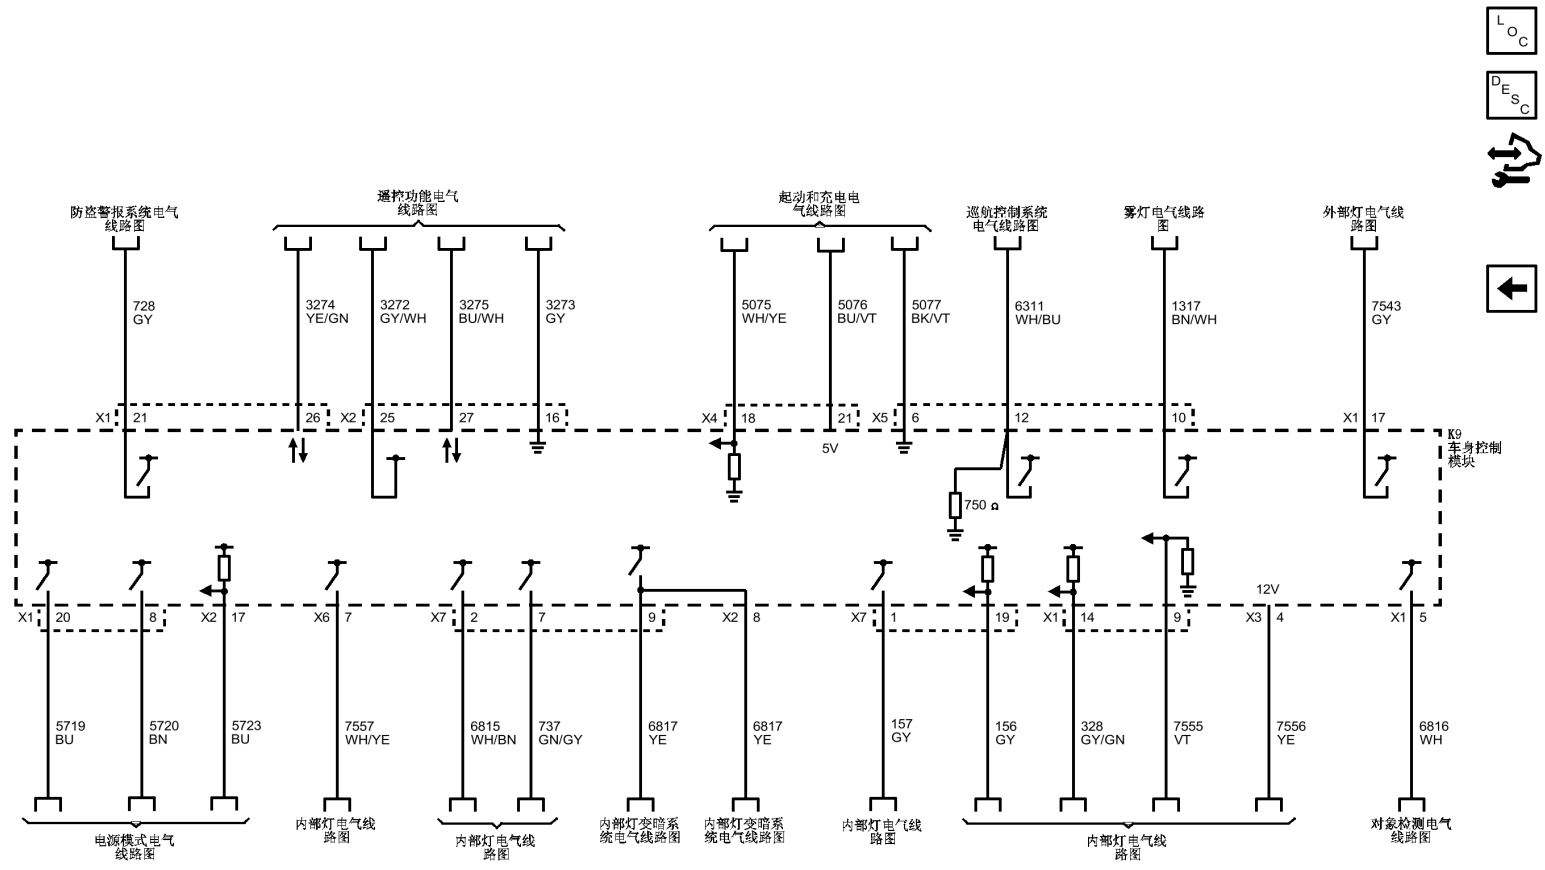 L
O
C
D
E
S
C
防盗警报系统电气
线路图
遥控功能电气
线路图
起动和充电电
气线路图
巡航控制系统
电气线路图
雾灯电气线路
图
外部灯电气线
路图
728
GY
3274
YE/GN
3272
GY/WH
3275
BU/WH
3273
GY
5075
WH/YE
5076
BU/VT
5077
BK/VT
6311
WH/BU
1317
BN/WH
7543
GY
X1 21 26 X2 25 27 16 X4 18 21 X5 6 12 10 X1 17
5V
K9
车身控制
模块
750 Ω
12V
X1 20 8 X2 17 X6 7 X7 2 7 9 X2 8 X7 1 19 X1 14 9 X3 4 X1 5
5719
BU
5720
BN
5723
BU
7557
WH/YE
6815
WH/BN
737
GN/GY
6817
YE
6817
YE
157
GY
156
GY
328
GY/GN
7555
VT
7556
YE
6816
WH
电源模式电气
线路图
内部灯电气线
路图
内部灯电气线
路图
内部灯变暗系
统电气线路图
内部灯变暗系
统电气线路图
内部灯电气线
路图
内部灯电气线
路图
对象检测电气
线路图